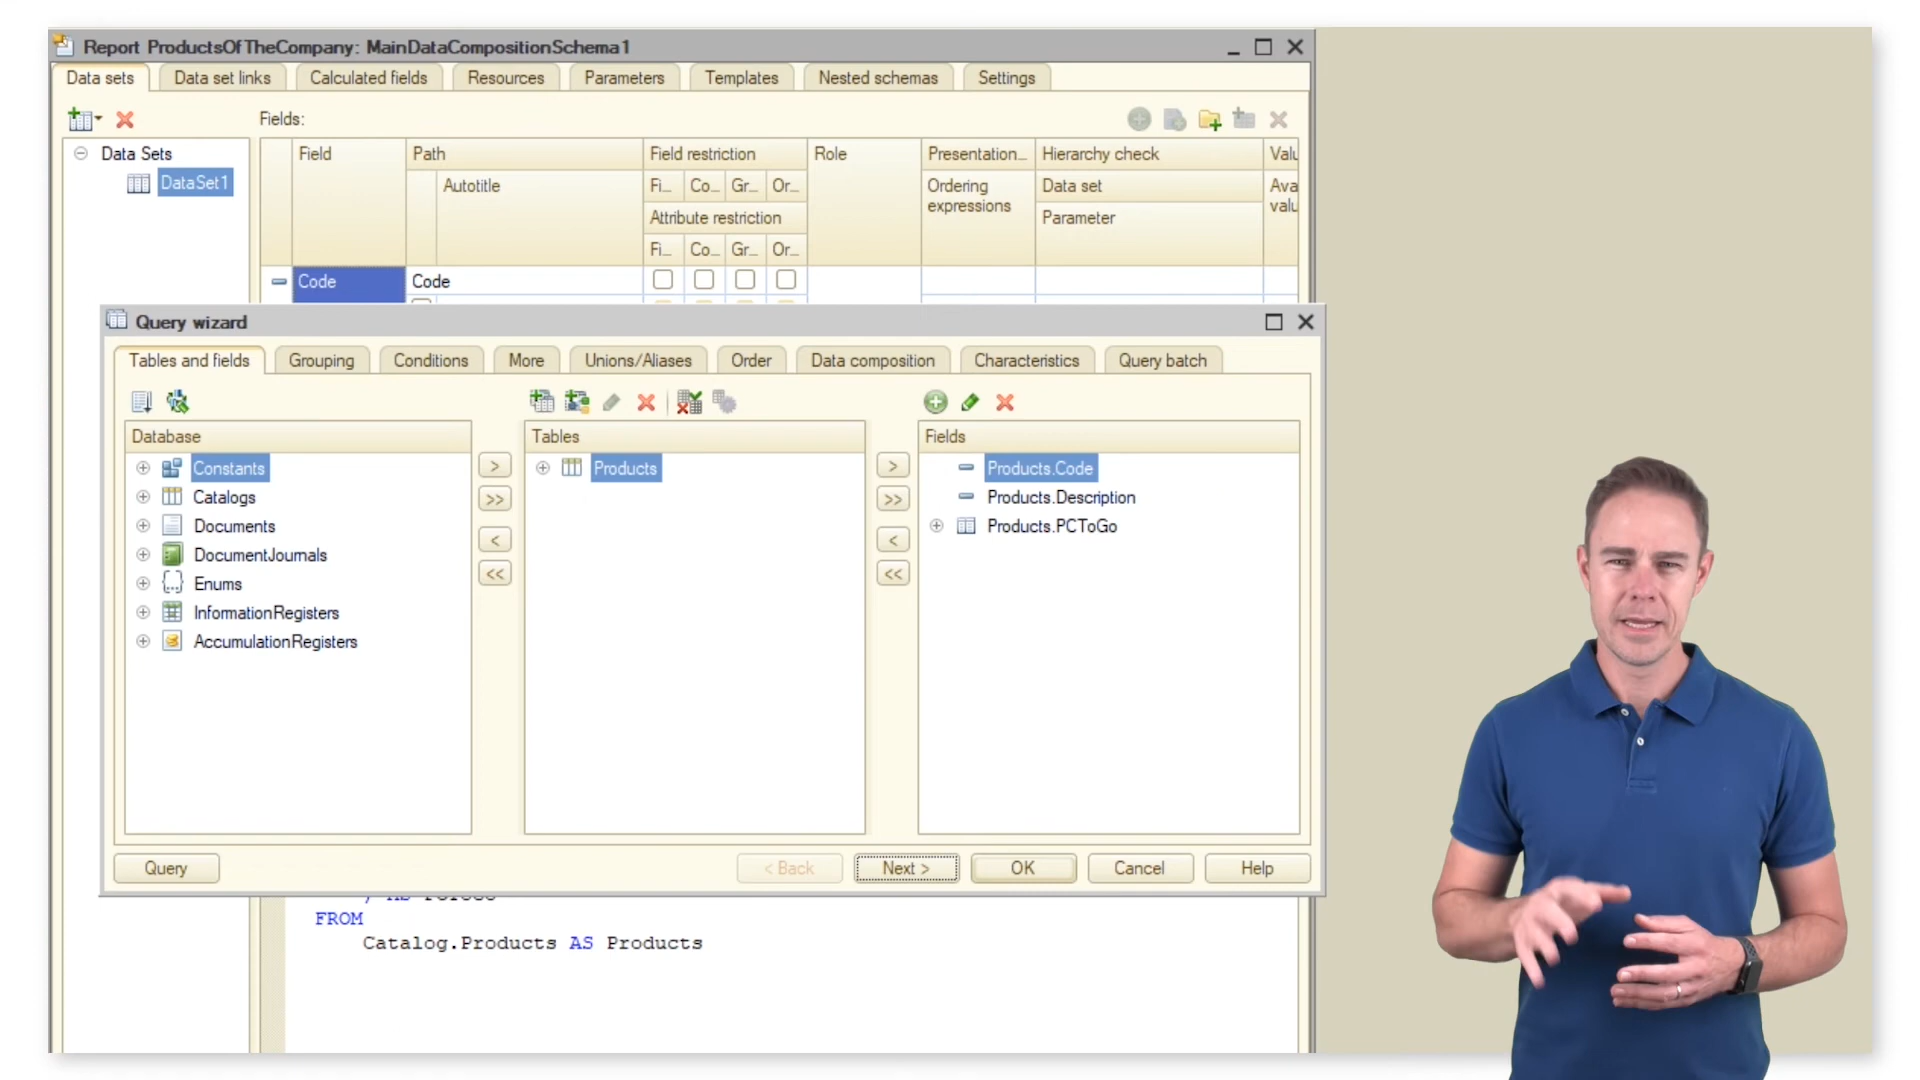 Report ProductsOfTheCompany: MainDataCompositionSchema1
Data sets Data set links Calculated fields Resources Parameters Templates Nested schemas Settings
Fields:
Data Sets
DataSet1
Field Path Field restriction Role Presentation... Hierarchy check Valu
Autotitle Fi... Co... Gr... Or... Ordering expressions Data set Ava valu
Attribute restriction Parameter
Fi... Co... Gr... Or...
Code Code
Query wizard
Tables and fields Grouping Conditions More Unions/Aliases Order Data composition Characteristics Query batch
Database Tables Fields
Constants > Products > Products.Code
Catalogs >> >> Products.Description
Documents < < Products.PCToGo
DocumentJournals
Enums << <<
InformationRegisters
AccumulationRegisters
Query < Back Next > OK Cancel Help
FROM
Catalog.Products AS Products